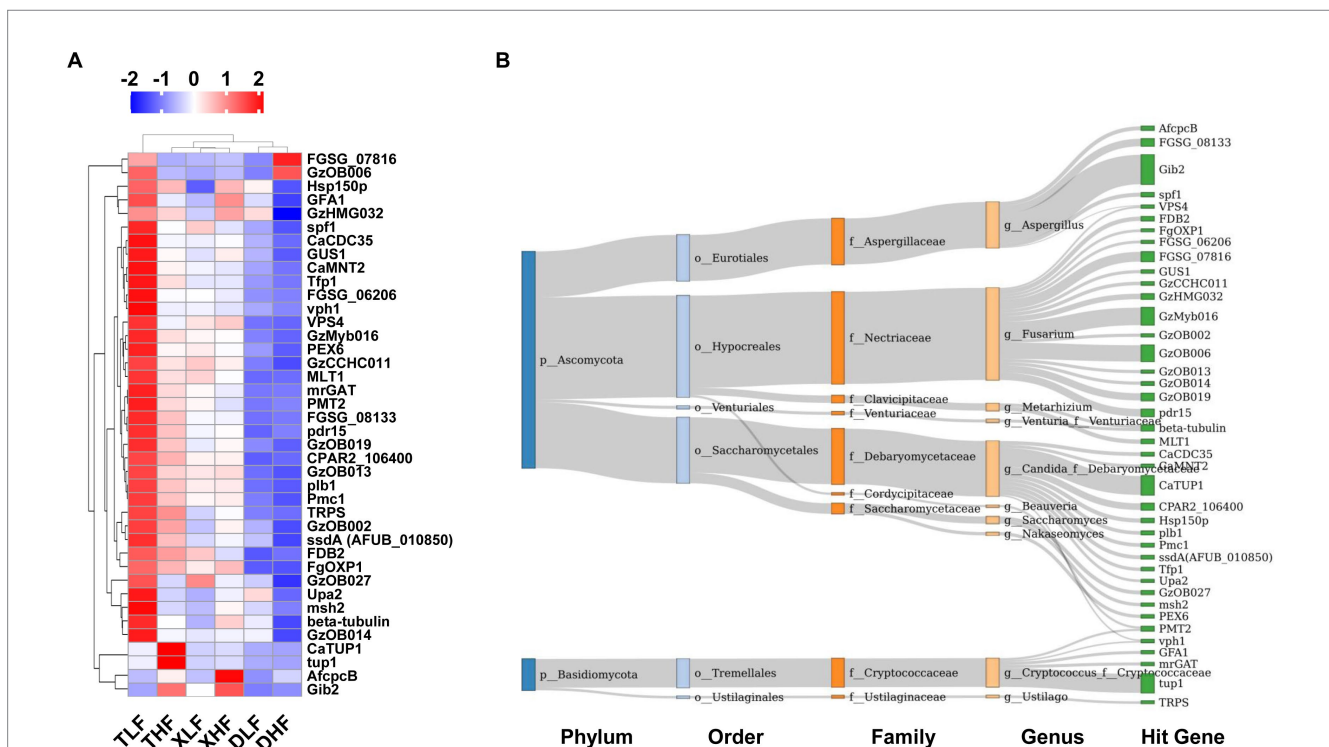 A
-2 -1 0 1 2
FGSG_07816
GzOB006
Hsp150p
GFA1
GzHMG032
spf1
CaCDC35
GUS1
CaMNT2
Tfp1
FGSG_06206
vph1
VPS4
GzMyb016
PEX6
GzCCHC011
MLT1
mrGAT
PMT2
FGSG_08133
pdr15
GzOB019
CPAR2_106400
GzOB013
plb1
Pmc1
TRPS
GzOB002
ssdA (AFUB_010850)
FDB2
FgOXP1
GzOB027
Upa2
msh2
beta-tubulin
GzOB014
CaTUP1
tup1
AfcpcB
Gib2
TLF THF XLF XHF DLF DHF
B
p__Ascomycota
p__Basidiomycota
o__Eurotiales
o__Hypocreales
o__Venturiales
o__Saccharomycetales
o__Tremellales
o__Ustilaginales
f__Aspergillaceae
f__Nectriaceae
f__Clavicipitaceae
f__Venturiaceae
f__Debaryomycetaceae
f__Cordycipitaceae
f__Saccharomycetaceae
f__Cryptococcaceae
f__Ustilaginaceae
g__Aspergillus
g__Fusarium
g__Metarhizium
g__Venturia_f__Venturiaceae
g__Candida_f__Debaryomycetaceae
g__Beauveria
g__Saccharomyces
g__Nakaseomyces
g__Cryptococcus_f__Cryptococcaceae
g__Ustilago
AfcpcB
FGSG_08133
Gib2
spf1
VPS4
FDB2
FgOXP1
FGSG_06206
FGSG_07816
GUS1
GzCCHC011
GzHMG032
GzMyb016
GzOB002
GzOB006
GzOB013
GzOB014
GzOB019
pdr15
beta-tubulin
MLT1
CaCDC35
CaMNT2
CaTUP1
CPAR2_106400
Hsp150p
plb1
Pmc1
ssdA(AFUB_010850)
Tfp1
Upa2
GzOB027
msh2
PEX6
PMT2
vph1
GFA1
mrGAT
tup1
TRPS
Phylum Order Family Genus Hit Gene